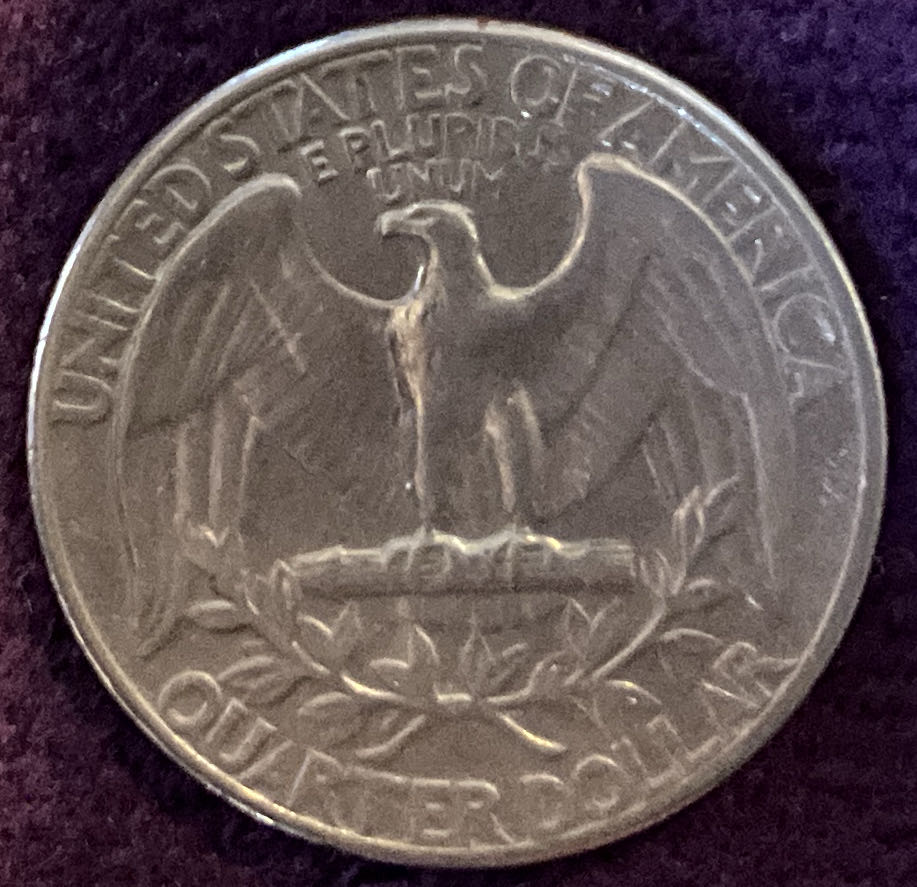 UNITED STATES OF AMERICA
E PLURIBUS
UNUM
QUARTER DOLLAR